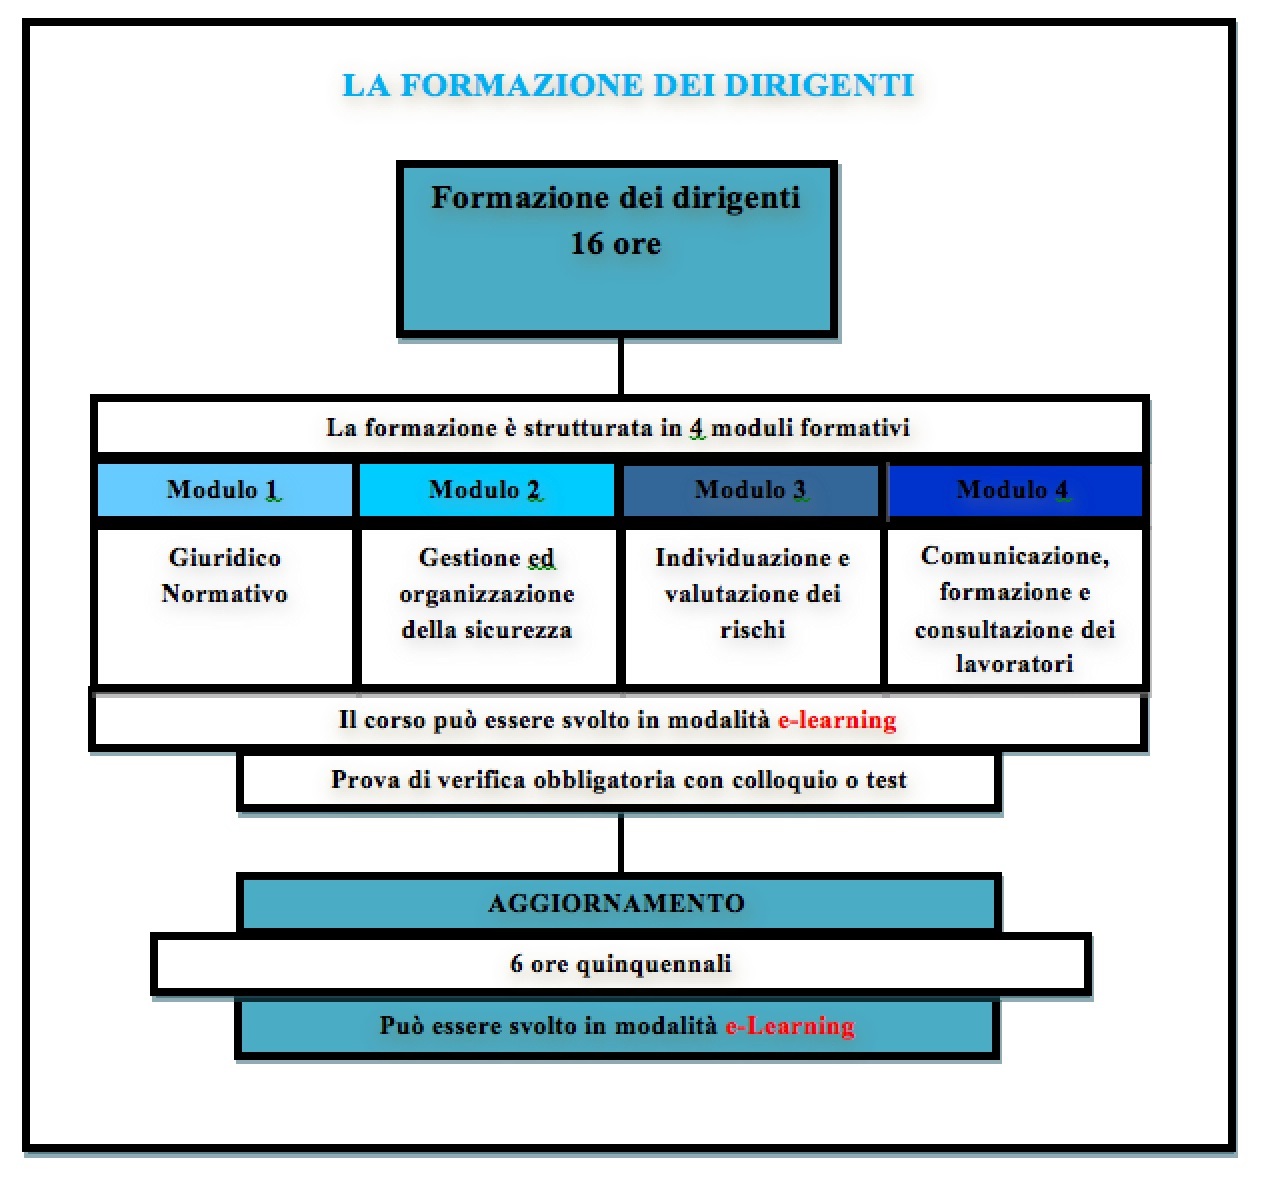 LA FORMAZIONE DEI DIRIGENTI
Formazione dei dirigenti
16 ore
La formazione è strutturata in 4 moduli formativi
Modulo 1
Modulo 2
Modulo 3
Modulo 4
Giuridico
Normativo
Gestione ed
organizzazione
della sicurezza
Individuazione e
valutazione dei
rischi
Comunicazione,
formazione e
consultazione dei
lavoratori
Il corso può essere svolto in modalità e-learning
Prova di verifica obbligatoria con colloquio o test
AGGIORNAMENTO
6 ore quinquennali
Può essere svolto in modalità e-Learning